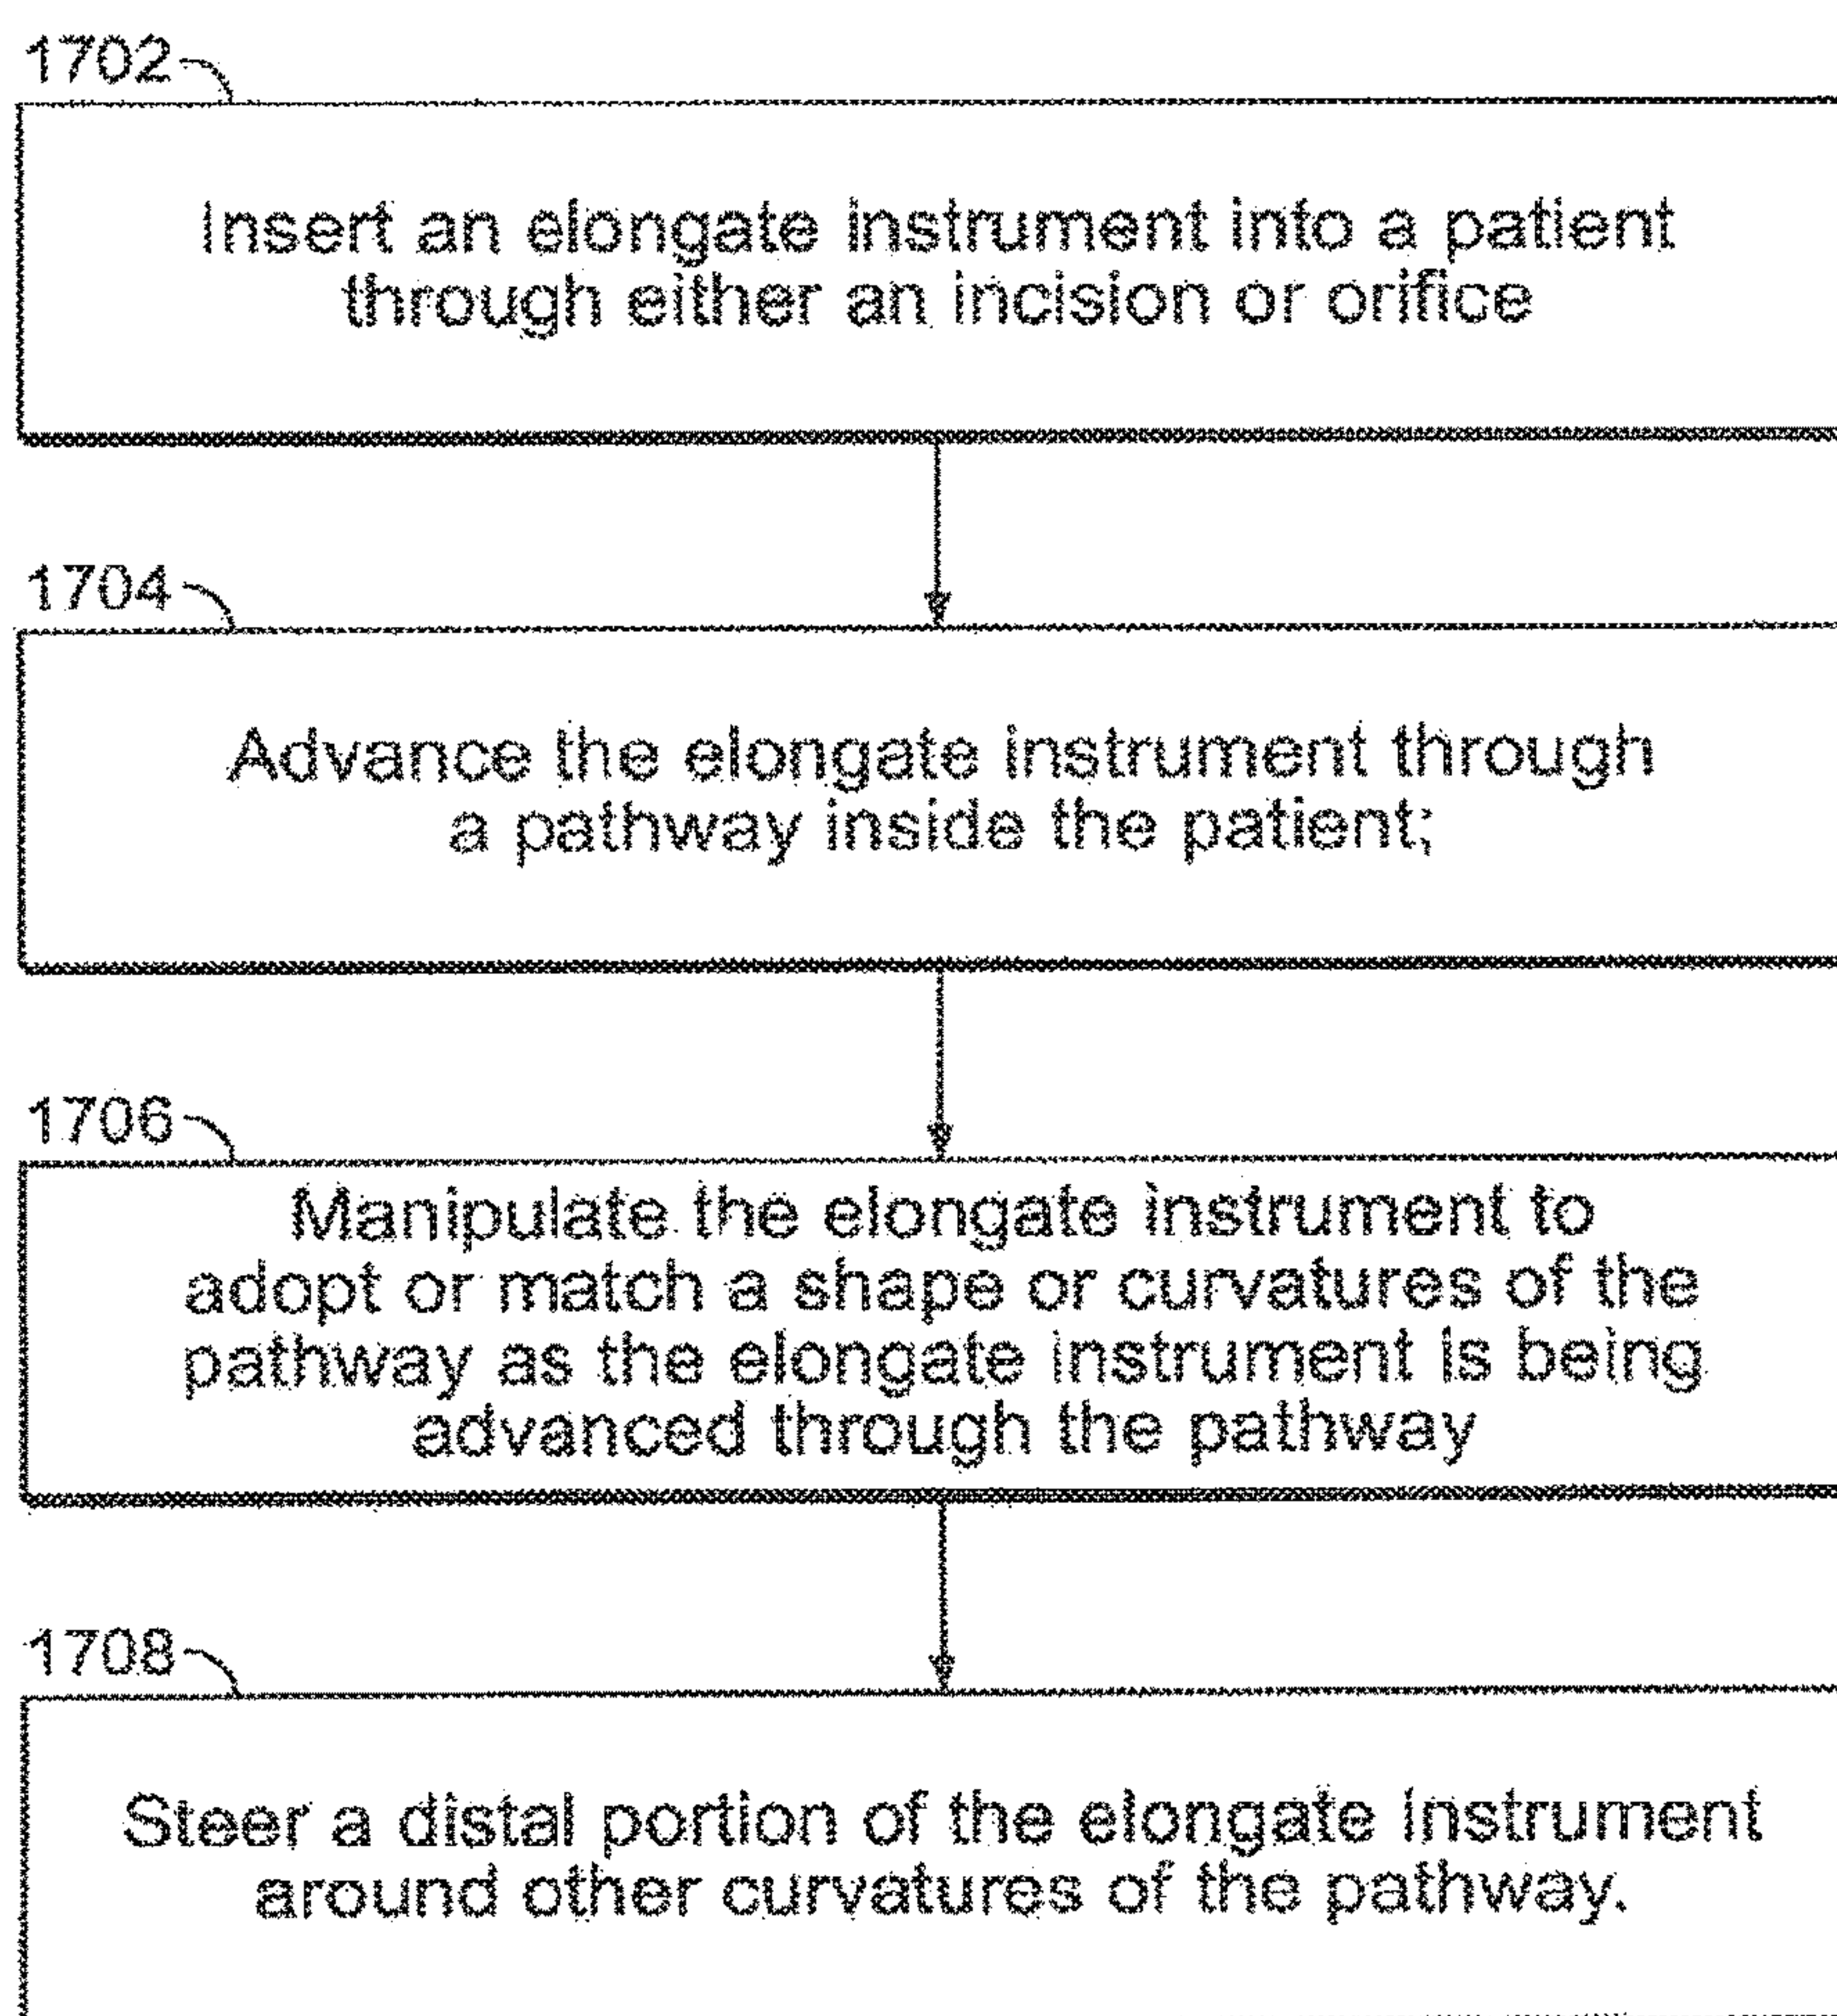 1702
Insert an elongate instrument into a patient
through either an incision or orifice
1704
Advance the elongate instrument through
a pathway inside the patient;
1706
Manipulate the elongate instrument to
adopt or match a shape or curvatures of the
pathway as the elongate instrument is being
advanced through the pathway
1708
Steer a distal portion of the elongate instrument
around other curvatures of the pathway.